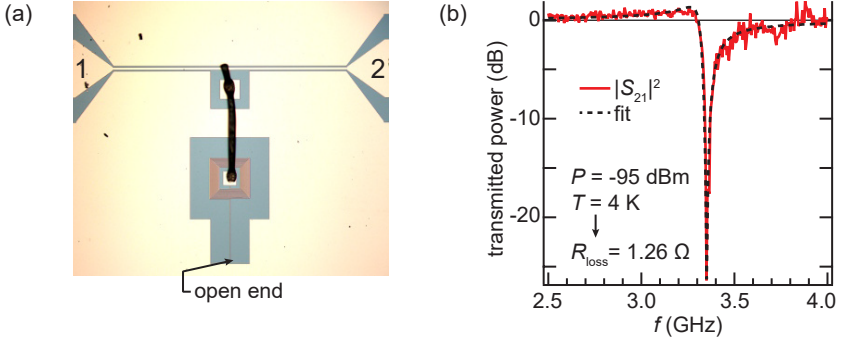 (a)
1
2
open end
(b)
transmitted power (dB)
0
-10
-20
|S21|²
fit
P = -95 dBm
T = 4 K
Rloss = 1.26 Ω
2.5
3.0
3.5
4.0
f (GHz)